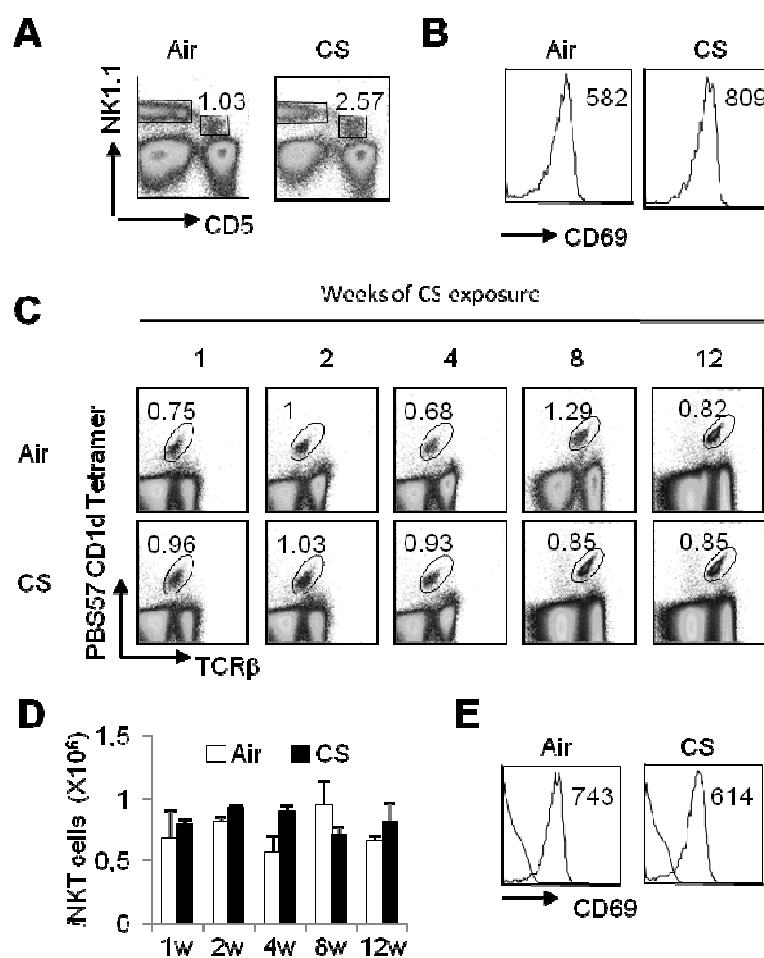 A
Air
CS
NK1.1
1.03
2.57
CD5
B
Air
CS
582
809
CD69
C
Weeks of CS exposure
1
2
4
8
12
Air
0.75
1
0.68
1.29
0.82
CS
0.96
1.03
0.93
0.85
0.85
PBS57 CD1d Tetramer
TCRβ
D
iNKT cells (X10⁶)
1.5
1
0.5
0
Air
CS
1w
2w
4w
8w
12w
E
Air
CS
743
614
CD69